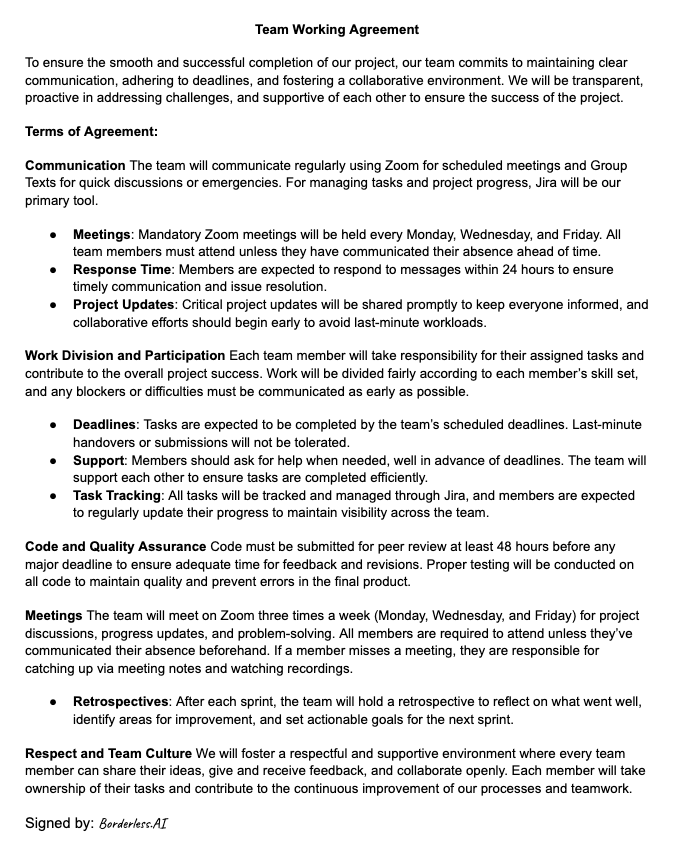 Team Working Agreement
To ensure the smooth and successful completion of our project, our team commits to maintaining clear
communication, adhering to deadlines, and fostering a collaborative environment. We will be transparent,
proactive in addressing challenges, and supportive of each other to ensure the success of the project.
Terms of Agreement:
Communication The team will communicate regularly using Zoom for scheduled meetings and Group
Texts for quick discussions or emergencies. For managing tasks and project progress, Jira will be our
primary tool.
● Meetings: Mandatory Zoom meetings will be held every Monday, Wednesday, and Friday. All
team members must attend unless they have communicated their absence ahead of time.
● Response Time: Members are expected to respond to messages within 24 hours to ensure
timely communication and issue resolution.
● Project Updates: Critical project updates will be shared promptly to keep everyone informed, and
collaborative efforts should begin early to avoid last-minute workloads.
Work Division and Participation Each team member will take responsibility for their assigned tasks and
contribute to the overall project success. Work will be divided fairly according to each member’s skill set,
and any blockers or difficulties must be communicated as early as possible.
● Deadlines: Tasks are expected to be completed by the team’s scheduled deadlines. Last-minute
handovers or submissions will not be tolerated.
● Support: Members should ask for help when needed, well in advance of deadlines. The team will
support each other to ensure tasks are completed efficiently.
● Task Tracking: All tasks will be tracked and managed through Jira, and members are expected
to regularly update their progress to maintain visibility across the team.
Code and Quality Assurance Code must be submitted for peer review at least 48 hours before any
major deadline to ensure adequate time for feedback and revisions. Proper testing will be conducted on
all code to maintain quality and prevent errors in the final product.
Meetings The team will meet on Zoom three times a week (Monday, Wednesday, and Friday) for project
discussions, progress updates, and problem-solving. All members are required to attend unless they’ve
communicated their absence beforehand. If a member misses a meeting, they are responsible for
catching up via meeting notes and watching recordings.
● Retrospectives: After each sprint, the team will hold a retrospective to reflect on what went well,
identify areas for improvement, and set actionable goals for the next sprint.
Respect and Team Culture We will foster a respectful and supportive environment where every team
member can share their ideas, give and receive feedback, and collaborate openly. Each member will take
ownership of their tasks and contribute to the continuous improvement of our processes and teamwork.
Signed by: Borderless.AI